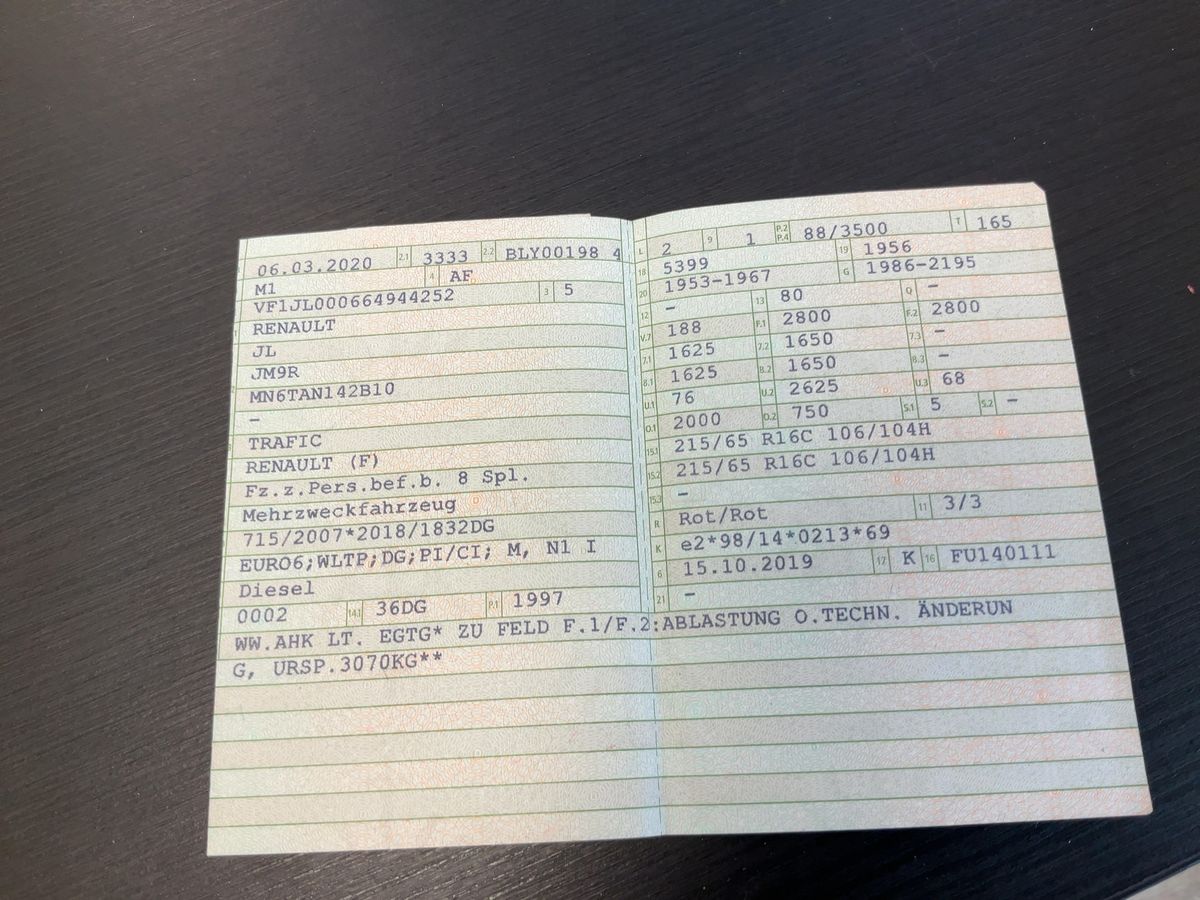 06.03.2020 2.1 3333 2.2 BLY00198 4
M1 4 AF
VF1JL000664944252 3 5
RENAULT
JL
JM9R
MN6TAN142B10
–
TRAFIC
RENAULT (F)
Fz.z.Pers.bef.b. 8 Spl.
Mehrzweckfahrzeug
715/2007*2018/1832DG
EURO6;WLTP;DG;PI/CI; M, N1 I
Diesel
0002 14.1 36DG P.1 1997
L 2 9 1 P.2 P.4 88/3500 T 165
18 5399 19 1956
20 1953-1967 G 1986-2195
12 – 13 80 Q –
V.7 188 F.1 2800 F.2 2800
7.1 1625 7.2 1650 7.3 –
8.1 1625 8.2 1650 8.3 –
U.1 76 U.2 2625 U.3 68
O.1 2000 O.2 750 S.1 5 S.2 –
15.1 215/65 R16C 106/104H
15.2 215/65 R16C 106/104H
15.3 –
R Rot/Rot 11 3/3
K e2*98/14*0213*69
6 15.10.2019 17 K 16 FU140111
21 –
WW.AHK LT. EGTG* ZU FELD F.1/F.2:ABLASTUNG O.TECHN. ÄNDERUN
G, URSP.3070KG**